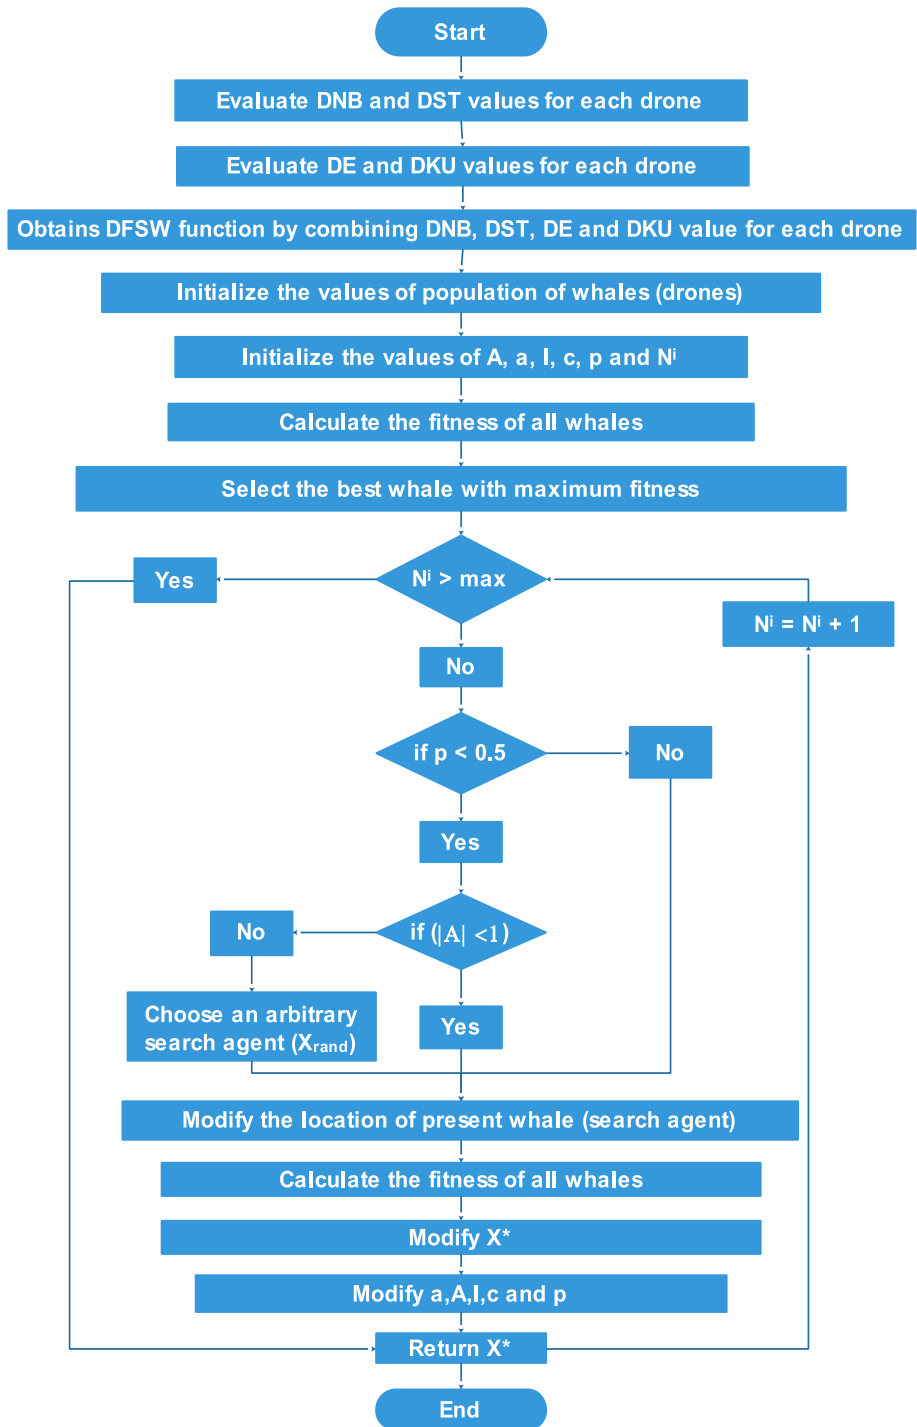 Start
Evaluate DNB and DST values for each drone
Evaluate DE and DKU values for each drone
Obtains DFSW function by combining DNB, DST, DE and DKU value for each drone
Initialize the values of population of whales (drones)
Initialize the values of A, a, I, c, p and Nⁱ
Calculate the fitness of all whales
Select the best whale with maximum fitness
Yes
Nⁱ > max
Nⁱ = Nⁱ + 1
No
if p < 0.5
No
Yes
No
if (|A| <1)
Choose an arbitrary
search agent (Xrand)
Yes
Modify the location of present whale (search agent)
Calculate the fitness of all whales
Modify X*
Modify a,A,I,c and p
Return X*
End